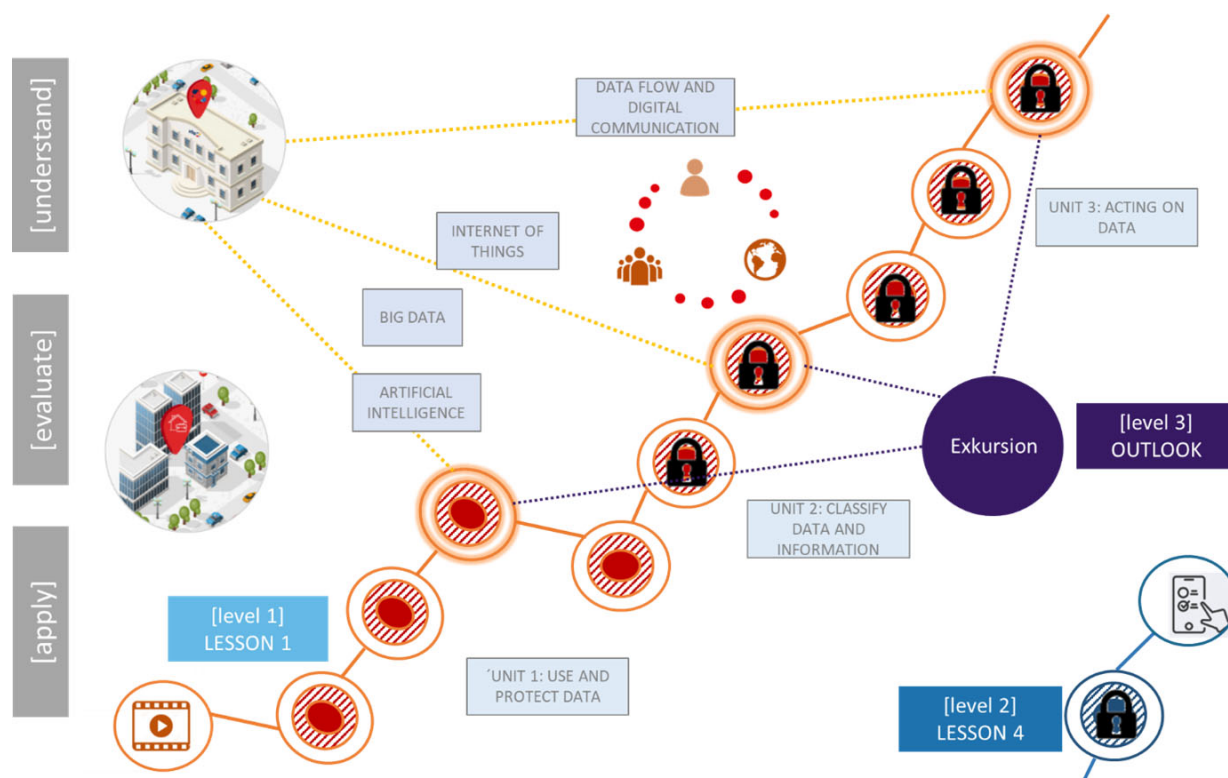 [understand]
DATA FLOW AND
DIGITAL
COMMUNICATION
UNIT 3: ACTING ON
DATA
INTERNET OF
THINGS
BIG DATA
[evaluate]
ARTIFICIAL
INTELLIGENCE
Exkursion
[level 3]
OUTLOOK
UNIT 2: CLASSIFY
DATA AND
INFORMATION
[apply]
[level 1]
LESSON 1
´UNIT 1: USE AND
PROTECT DATA
[level 2]
LESSON 4